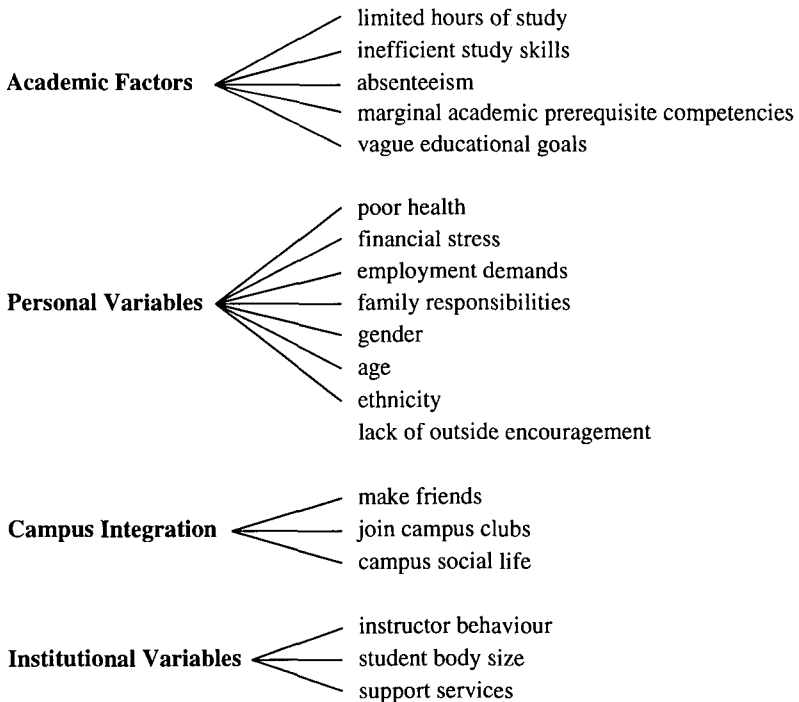 limited hours of study
inefficient study skills
Academic Factors absenteeism
marginal academic prerequisite competencies
vague educational goals
poor health
financial stress
employment demands
Personal Variables family responsibilities
gender
age
ethnicity
lack of outside encouragement
make friends
Campus Integration join campus clubs
campus social life
instructor behaviour
Institutional Variables student body size
support services